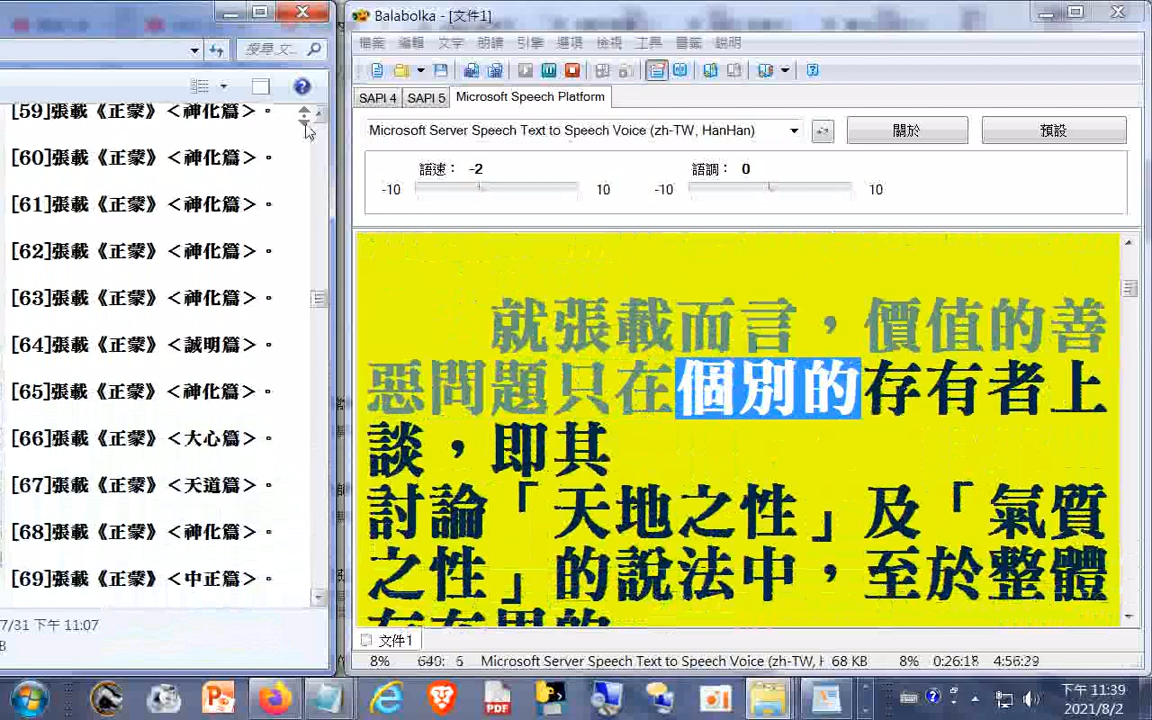 搜尋文...
[59]張載《正蒙》＜神化篇＞。
[60]張載《正蒙》＜神化篇＞。
[61]張載《正蒙》＜神化篇＞。
[62]張載《正蒙》＜神化篇＞。
[63]張載《正蒙》＜神化篇＞。
[64]張載《正蒙》＜誠明篇＞。
[65]張載《正蒙》＜神化篇＞。
[66]張載《正蒙》＜大心篇＞。
[67]張載《正蒙》＜天道篇＞。
[68]張載《正蒙》＜神化篇＞。
[69]張載《正蒙》＜中正篇＞。
7/31 下午 11:07
Balabolka - [文件1]
檔案 編輯 文字 朗讀 引擎 選項 檢視 工具 書籤 說明
SAPI 4 SAPI 5 Microsoft Speech Platform
Microsoft Server Speech Text to Speech Voice (zh-TW, HanHan) 關於 預設
語速： -2 語調： 0
-10 10 -10 10
就張載而言，價值的善
惡問題只在個別的存有者上
談，即其
討論「天地之性」及「氣質
之性」的說法中，至於整體
文件1
8% 640: 6 Microsoft Server Speech Text to Speech Voice (zh-TW, H 68 KB 8% 0:26:18 4:56:29
PDF
下午 11:39
2021/8/2